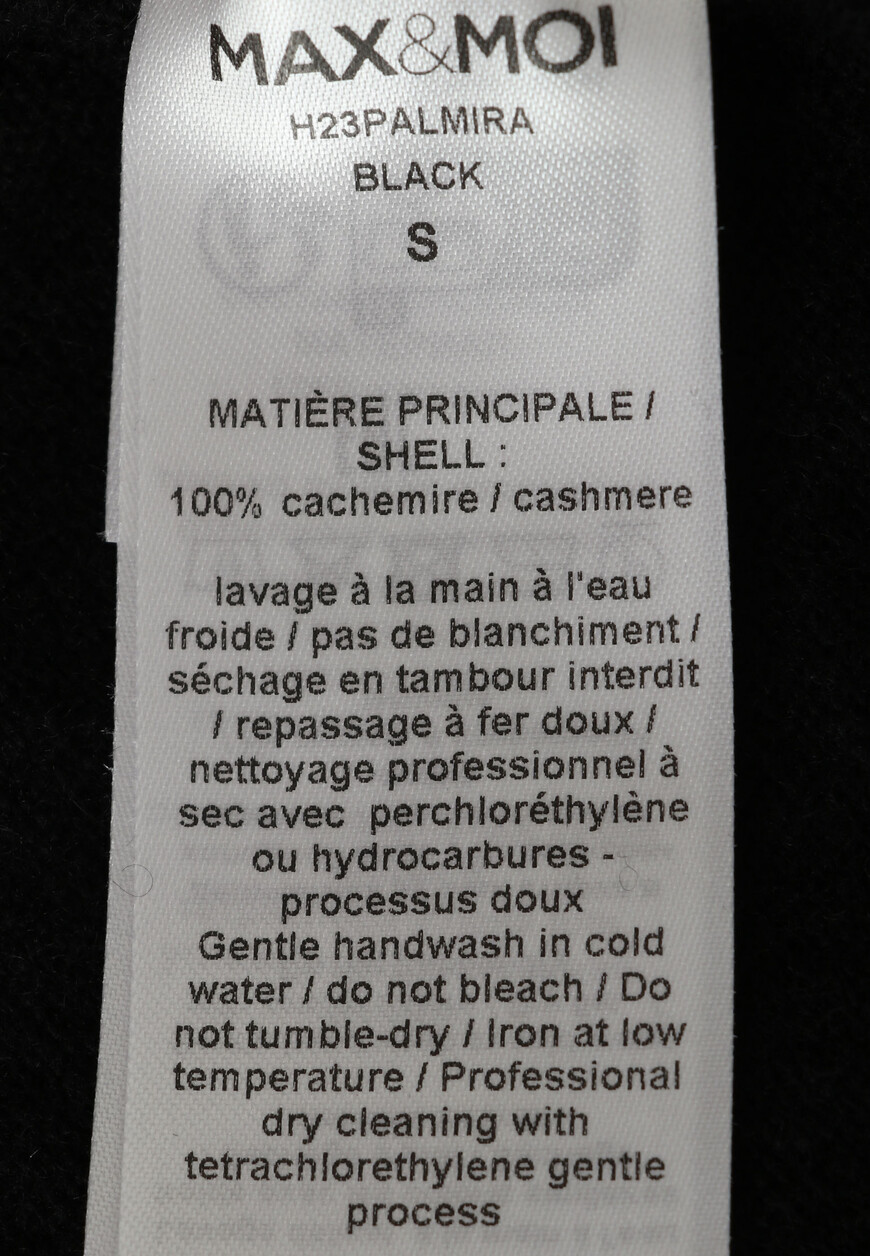 MAX&MOI
H23PALMIRA
BLACK
S
MATIÈRE PRINCIPALE /
SHELL :
100% cachemire / cashmere
lavage à la main à l'eau
froide / pas de blanchiment /
séchage en tambour interdit
/ repassage à fer doux /
nettoyage professionnel à
sec avec perchloréthylène
ou hydrocarbures -
processus doux
Gentle handwash in cold
water / do not bleach / Do
not tumble-dry / Iron at low
temperature / Professional
dry cleaning with
tetrachlorethylene gentle
process